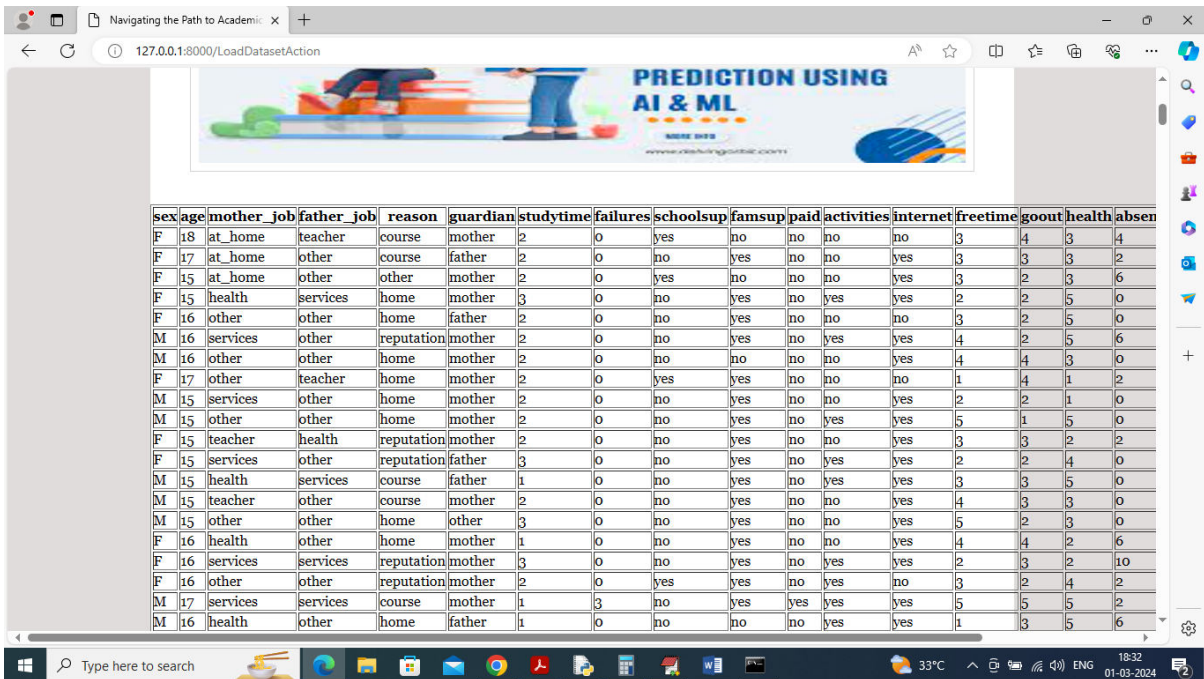 Navigating the Path to Academic
127.0.0.1:8000/LoadDatasetAction
PREDICTION USING
AI & ML
MORE INFO
sex age mother_job father_job reason guardian studytime failures schoolsup famsup paid activities internet freetime goout health absen
F 18 at_home teacher course mother 2 0 yes no no no no 3 4 3 4
F 17 at_home other course father 2 0 no yes no no yes 3 3 3 2
F 15 at_home other other mother 2 0 yes no no no yes 3 2 3 6
F 15 health services home mother 3 0 no yes no yes yes 2 2 5 0
F 16 other other home father 2 0 no yes no no no 3 2 5 0
M 16 services other reputation mother 2 0 no yes no yes yes 4 2 5 6
M 16 other other home mother 2 0 no no no no yes 4 4 3 0
F 17 other teacher home mother 2 0 yes yes no no no 1 4 1 2
M 15 services other home mother 2 0 no yes no no yes 2 2 1 0
M 15 other other home mother 2 0 no yes no yes yes 5 1 5 0
F 15 teacher health reputation mother 2 0 no yes no no yes 3 3 2 2
F 15 services other reputation father 3 0 no yes no yes yes 2 2 4 0
M 15 health services course father 1 0 no yes no yes yes 3 3 5 0
M 15 teacher other course mother 2 0 no yes no no yes 4 3 3 0
M 15 other other home other 3 0 no yes no no yes 5 2 3 0
F 16 health other home mother 1 0 no yes no no yes 4 4 2 6
F 16 services services reputation mother 3 0 no yes no yes yes 2 3 2 10
F 16 other other reputation mother 2 0 yes yes no yes no 3 2 4 2
M 17 services services course mother 1 3 no yes yes yes yes 5 5 5 2
M 16 health other home father 1 0 no no no yes yes 1 3 5 6
Type here to search
33°C
ENG
18:32
01-03-2024
2